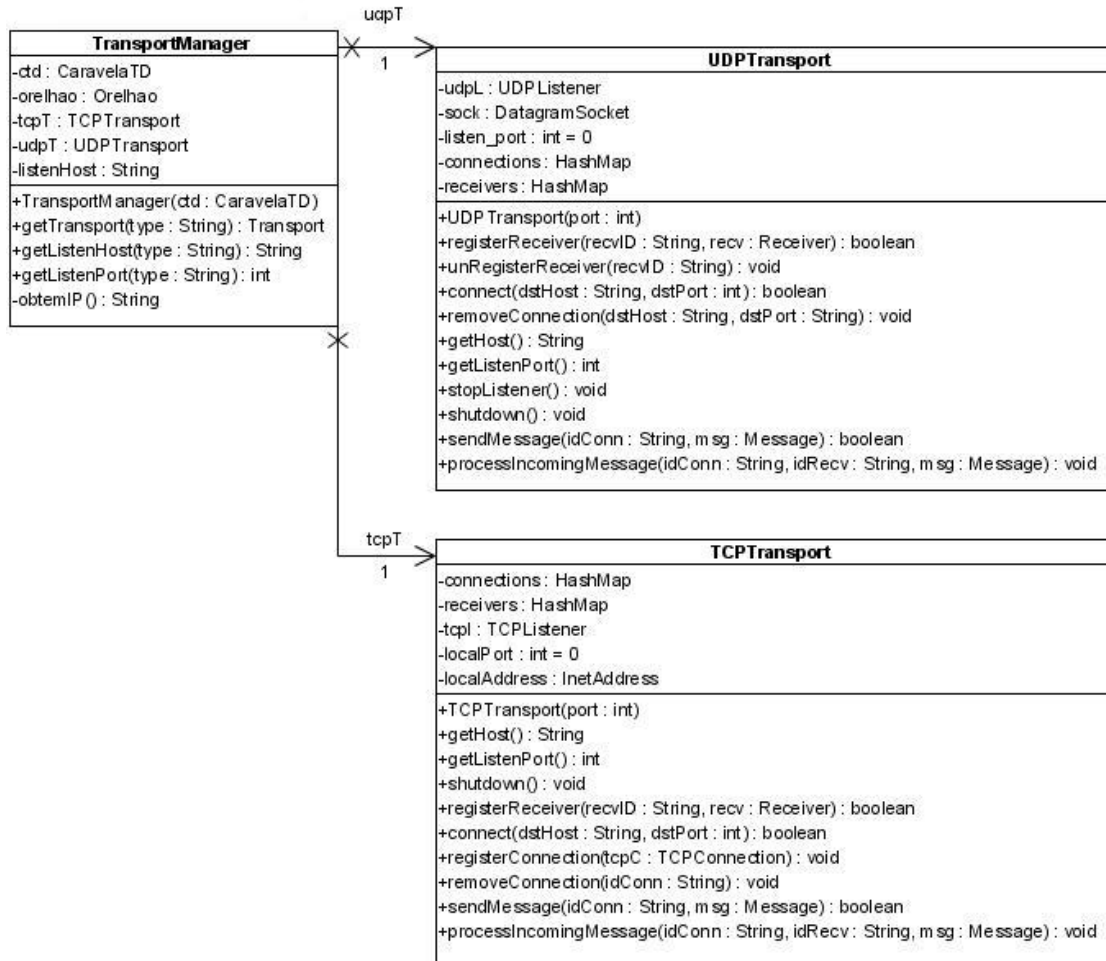 TransportManager
-ctd : CaravelaTD
-orelhao : Orelhao
-tcpT : TCPTransport
-udpT : UDPTransport
-listenHost : String
+TransportManager(ctd : CaravelaTD)
+getTransport(type : String) : Transport
+getListenHost(type : String) : String
+getListenPort(type : String) : int
-obtemIP() : String
udpT
1
UDPTransport
-udpL : UDPListener
-sock : DatagramSocket
-listen_port : int = 0
-connections : HashMap
-receivers : HashMap
+UDPTransport(port : int)
+registerReceiver(recvID : String, recv : Receiver) : boolean
+unRegisterReceiver(recvID : String) : void
+connect(dstHost : String, dstPort : int) : boolean
+removeConnection(dstHost : String, dstPort : String) : void
+getHost() : String
+getListenPort() : int
+stopListener() : void
+shutdown() : void
+sendMessage(idConn : String, msg : Message) : boolean
+processIncomingMessage(idConn : String, idRecv : String, msg : Message) : void
tcpT
1
TCPTransport
-connections : HashMap
-receivers : HashMap
-tcpl : TCPListener
-localPort : int = 0
-localAddress : InetAddress
+TCPTransport(port : int)
+getHost() : String
+getListenPort() : int
+shutdown() : void
+registerReceiver(recvID : String, recv : Receiver) : boolean
+connect(dstHost : String, dstPort : int) : boolean
+registerConnection(tcpC : TCPConnection) : void
+removeConnection(idConn : String) : void
+sendMessage(idConn : String, msg : Message) : boolean
+processIncomingMessage(idConn : String, idRecv : String, msg : Message) : void